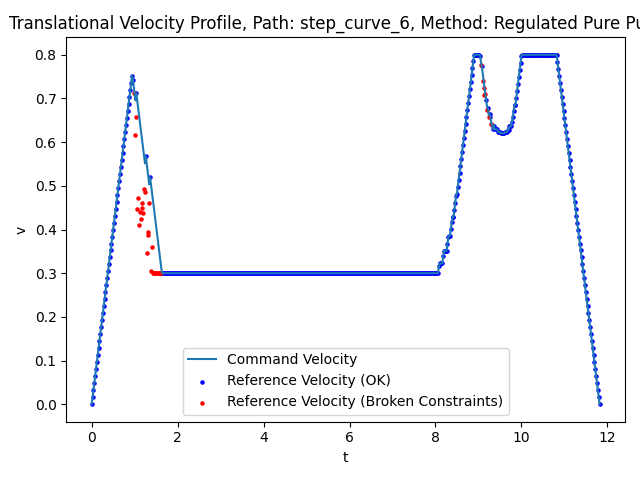 Translational Velocity Profile, Path: step_curve_6, Method: Regulated Pure Pu
0.8
0.7
0.6
0.5
0.4
0.3
0.2
0.1
0.0
v
Command Velocity
Reference Velocity (OK)
Reference Velocity (Broken Constraints)
0 2 4 6 8 10 12
t